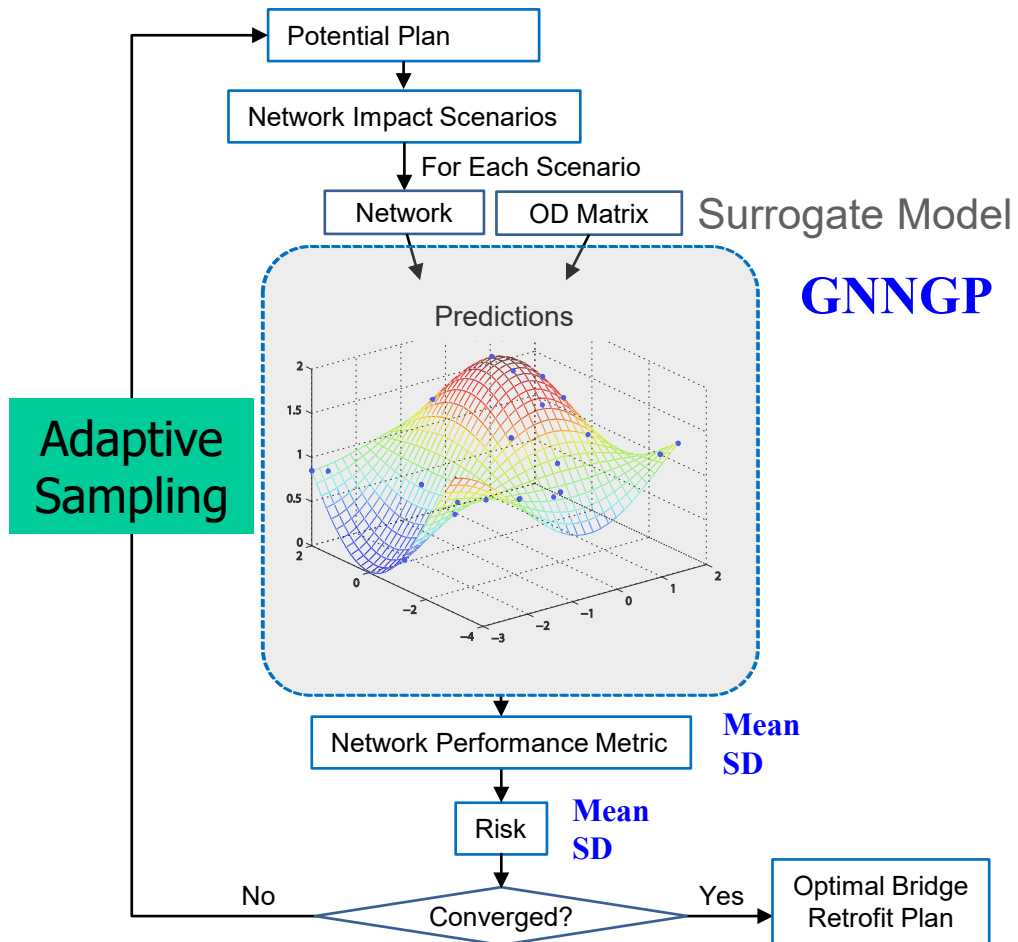 Potential Plan
Network Impact Scenarios
For Each Scenario
Network
OD Matrix
Surrogate Model
GNNGP
Predictions
2
1.5
1
0.5
0
2
0
−2
−4
−3
−2
−1
0
1
2
Adaptive
Sampling
Network Performance Metric
Mean
SD
Risk
Mean
SD
No
Converged?
Yes
Optimal Bridge
Retrofit Plan